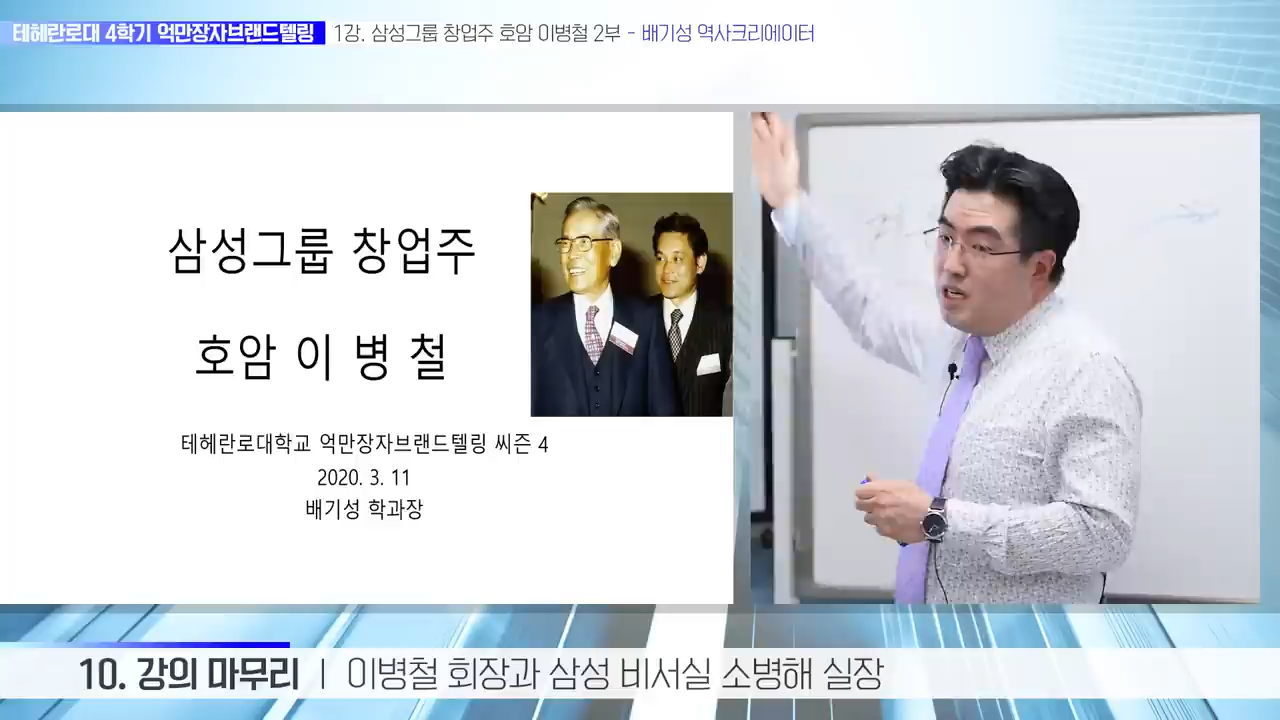 테헤란로대 4학기 억만장자브랜드텔링 1강. 삼성그룹 창업주 호암 이병철 2부 - 배기성 역사크리에이터
삼성그룹 창업주
호암 이 병 철
테헤란로대학교 억만장자브랜드텔링 씨즌 4
2020. 3. 11
배기성 학과장
10. 강의 마무리 | 이병철 회장과 삼성 비서실 소병해 실장